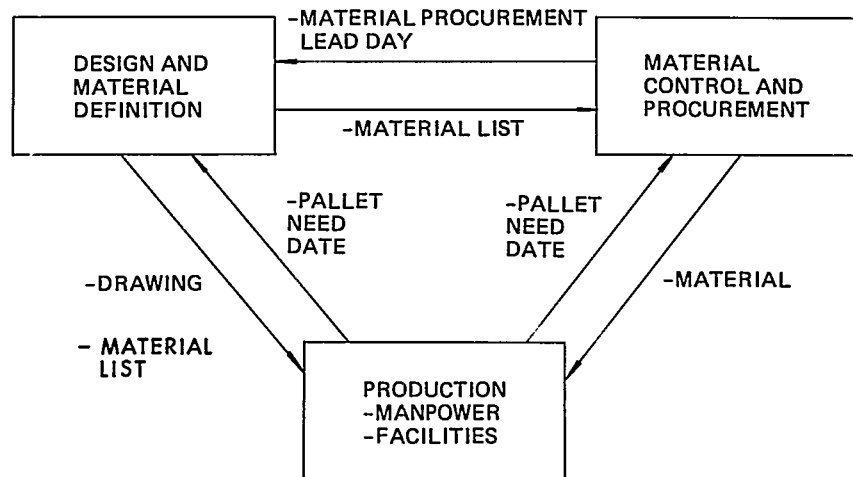 -MATERIAL PROCUREMENT
LEAD DAY
DESIGN AND
MATERIAL
DEFINITION
MATERIAL
CONTROL AND
PROCUREMENT
-MATERIAL LIST
-PALLET
NEED
DATE
-PALLET
NEED
DATE
-DRAWING
- MATERIAL
LIST
-MATERIAL
PRODUCTION
-MANPOWER
-FACILITIES